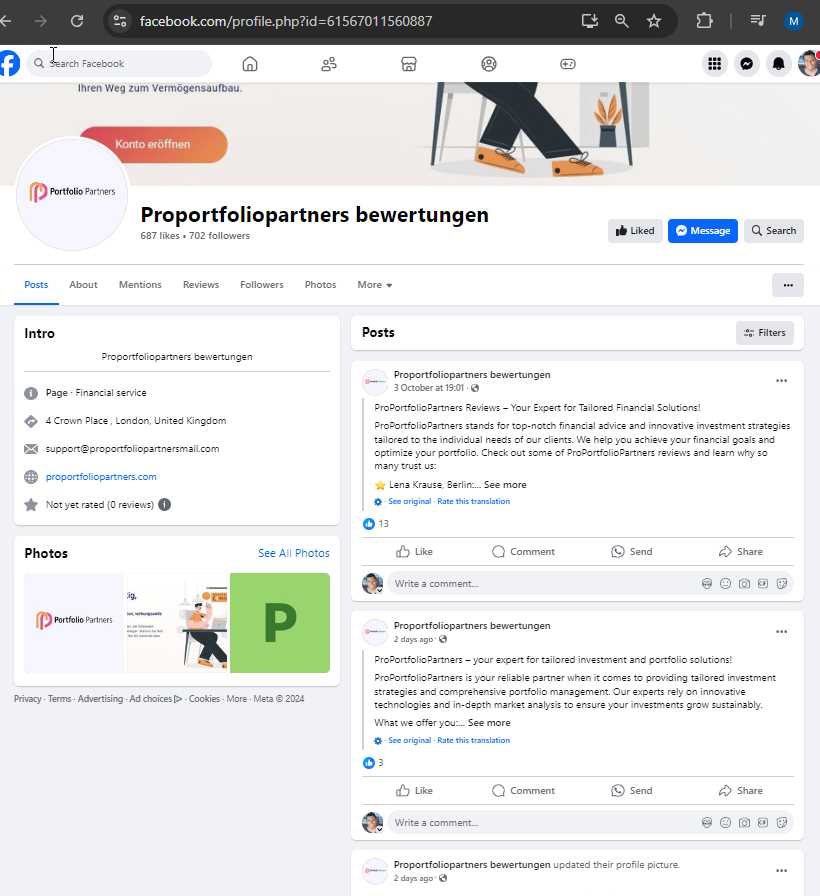 facebook.com/profile.php?id=61567011560887
M
Search Facebook
Ihren Weg zum Vermögensaufbau.
Konto eröffnen
Portfolio Partners
Proportfoliopartners bewertungen
687 likes • 702 followers
Liked
Message
Search
Posts
About
Mentions
Reviews
Followers
Photos
More
Intro
Proportfoliopartners bewertungen
Page · Financial service
4 Crown Place , London, United Kingdom
support@proportfoliopartnersmail.com
proportfoliopartners.com
Not yet rated (0 reviews)
Photos
See All Photos
Portfolio Partners
P
Privacy · Terms · Advertising · Ad choices · Cookies · More · Meta © 2024
Posts
Filters
Proportfoliopartners bewertungen
3 October at 19:01 ·
ProPortfolioPartners Reviews – Your Expert for Tailored Financial Solutions!
ProPortfolioPartners stands for top-notch financial advice and innovative investment strategies
tailored to the individual needs of our clients. We help you achieve your financial goals and
optimize your portfolio. Check out some of ProPortfolioPartners reviews and learn why so
many trust us:
⭐ Lena Krause, Berlin:... See more
· See original · Rate this translation
13
Like
Comment
Send
Share
Write a comment...
Proportfoliopartners bewertungen
2 days ago ·
ProPortfolioPartners – your expert for tailored investment and portfolio solutions!
ProPortfolioPartners is your reliable partner when it comes to providing tailored investment
strategies and comprehensive portfolio management. Our experts rely on innovative
technologies and in-depth market analysis to ensure your investments grow sustainably.
What we offer you:... See more
· See original · Rate this translation
3
Like
Comment
Send
Share
Write a comment...
Proportfoliopartners bewertungen updated their profile picture.
2 days ago ·